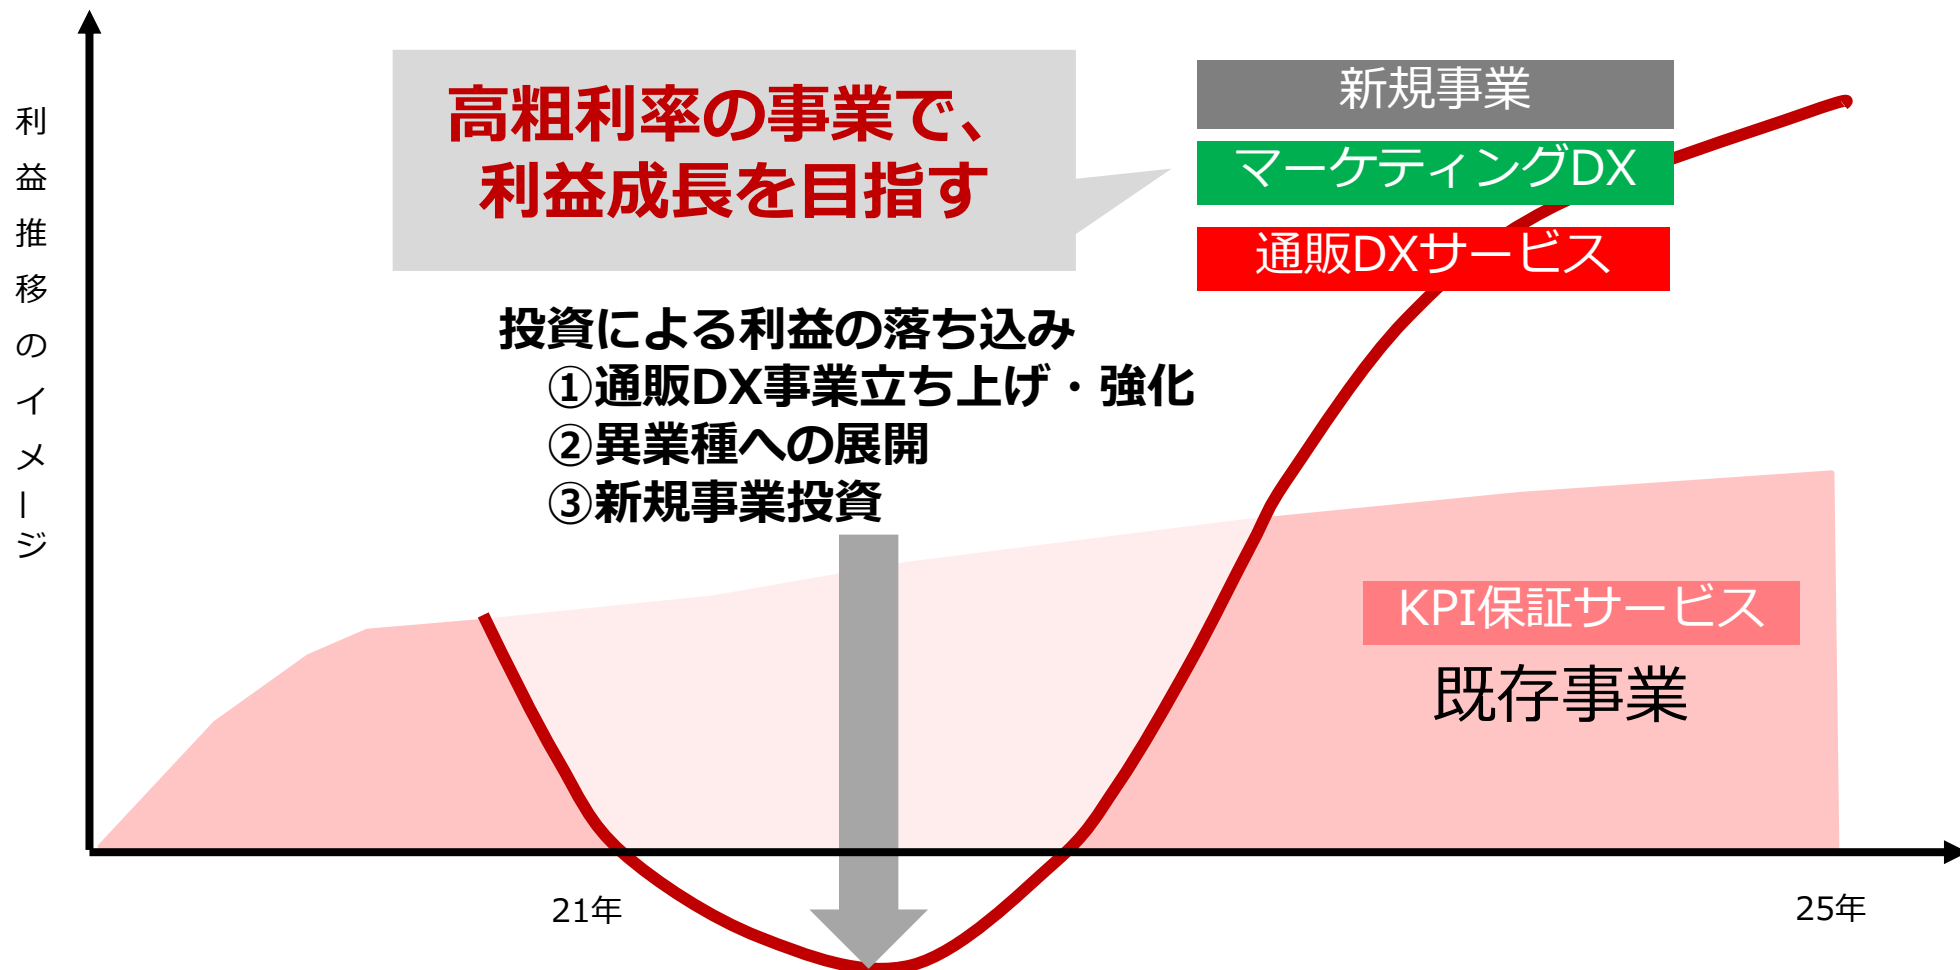 利益推移のイメージ
高粗利率の事業で、
利益成長を目指す
新規事業
マーケティングDX
通販DXサービス
投資による利益の落ち込み
①通販DX事業立ち上げ・強化
②異業種への展開
③新規事業投資
KPI保証サービス
既存事業
21年
25年